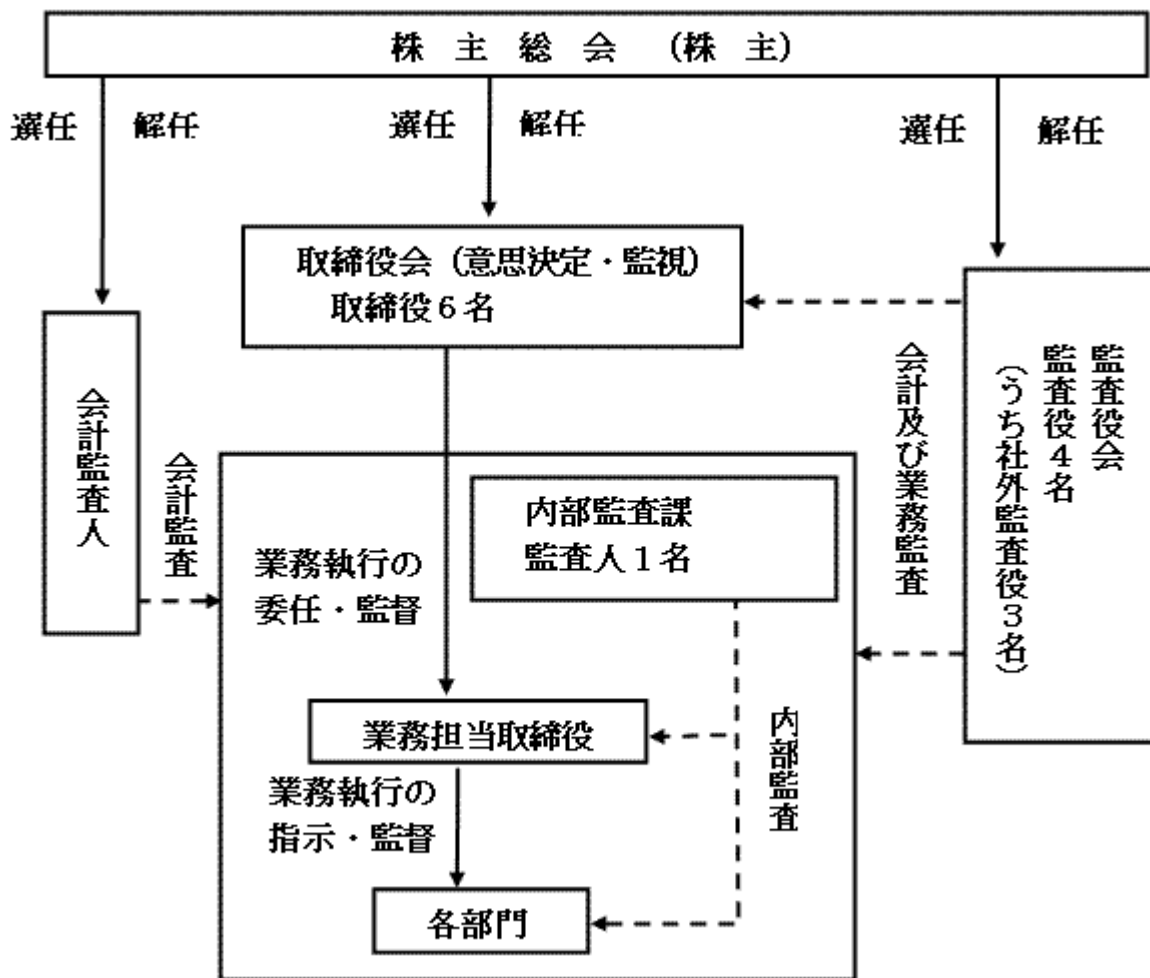 株主総会（株主）
選任
解任
選任
解任
選任
解任
取締役会（意思決定・監視）
取締役６名
会計監査人
会計監査
監査役会
監査役４名
（うち社外監査役３名）
会計及び業務監査
内部監査課
監査人１名
業務執行の
委任・監督
業務担当取締役
内部監査
業務執行の
指示・監督
各部門